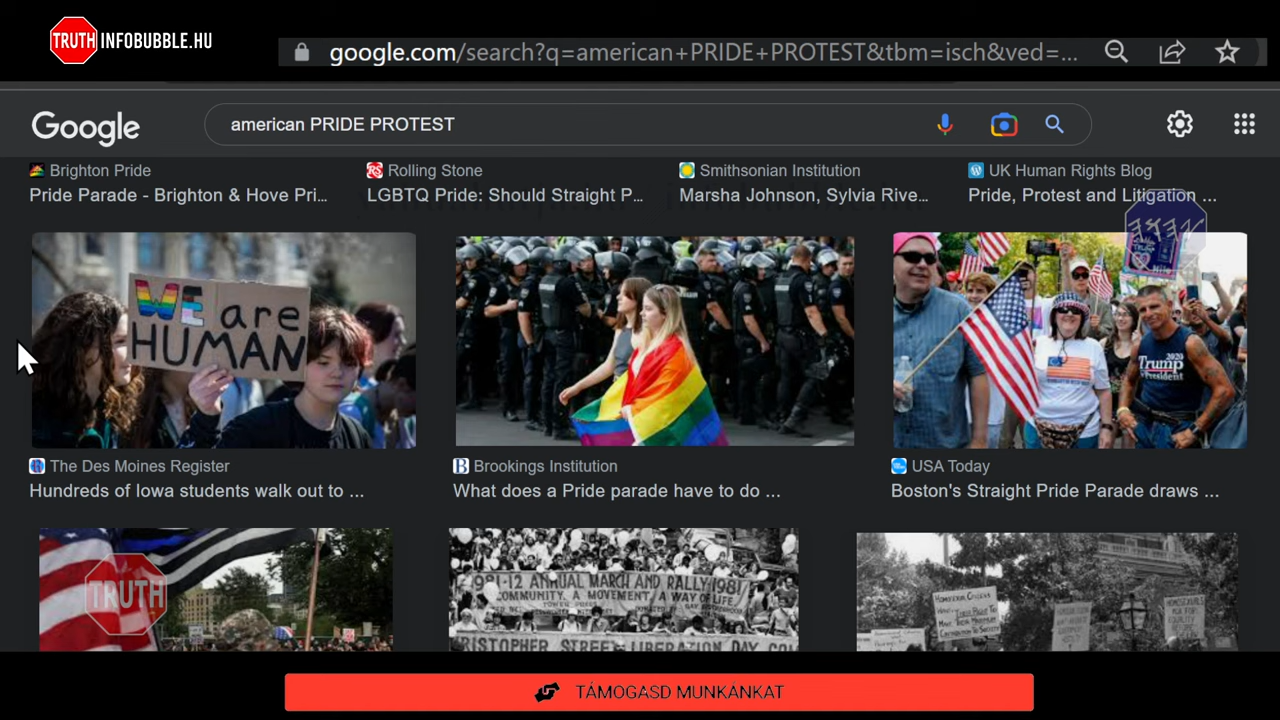 TRUTH INFOBUBBLE.HU
google.com/search?q=american+PRIDE+PROTEST&tbm=isch&ved=...
Google
american PRIDE PROTEST
Brighton Pride
Rolling Stone
Smithsonian Institution
UK Human Rights Blog
Pride Parade - Brighton & Hove Pri...
LGBTQ Pride: Should Straight P...
Marsha Johnson, Sylvia Rive...
Pride, Protest and Litigation ...
WE are
HUMAN
Trump
2020
President
The Des Moines Register
Brookings Institution
USA Today
Hundreds of Iowa students walk out to ...
What does a Pride parade have to do ...
Boston's Straight Pride Parade draws ...
TRUTH
1981-12 ANNUAL MARCH AND RALLY 1981
COMMUNITY, A MOVEMENT, A WAY OF LIFE
CHRISTOPHER STREET LIBERATION DAY
HOMOSEXUAL CITIZENS
TÁMOGASD MUNKÁNKAT